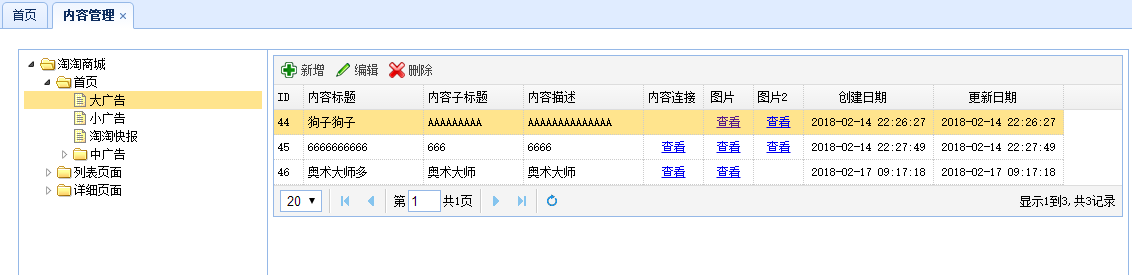 首页 内容管理 ×
淘淘商城
首页
大广告
小广告
淘淘快报
中广告
列表页面
详细页面
新增 编辑 删除
ID 内容标题 内容子标题 内容描述 内容连接 图片 图片2 创建日期 更新日期
44 狗子狗子 AAAAAAAAA AAAAAAAAAAAAAA 查看 查看 2018-02-14 22:26:27 2018-02-14 22:26:27
45 6666666666 666 6666 查看 查看 查看 2018-02-14 22:27:49 2018-02-14 22:27:49
46 奥术大师多 奥术大师 奥术大师 查看 查看 2018-02-17 09:17:18 2018-02-17 09:17:18
20 第 1 共1页 显示1到3,共3记录